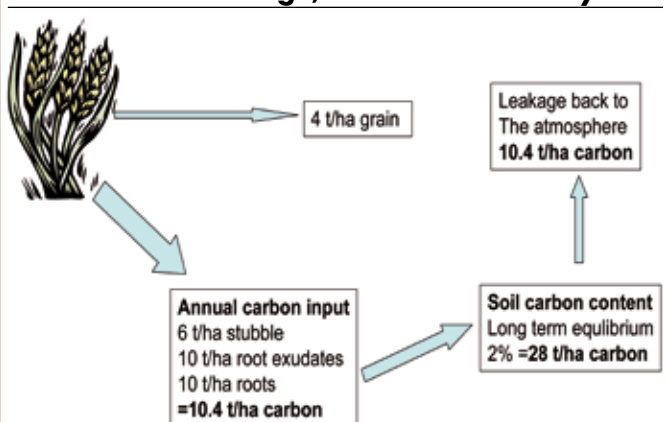 4 t/ha grain
Leakage back to
The atmosphere
10.4 t/ha carbon
Annual carbon input
6 t/ha stubble
10 t/ha root exudates
10 t/ha roots
=10.4 t/ha carbon
Soil carbon content
Long term equlibrium
2% =28 t/ha carbon